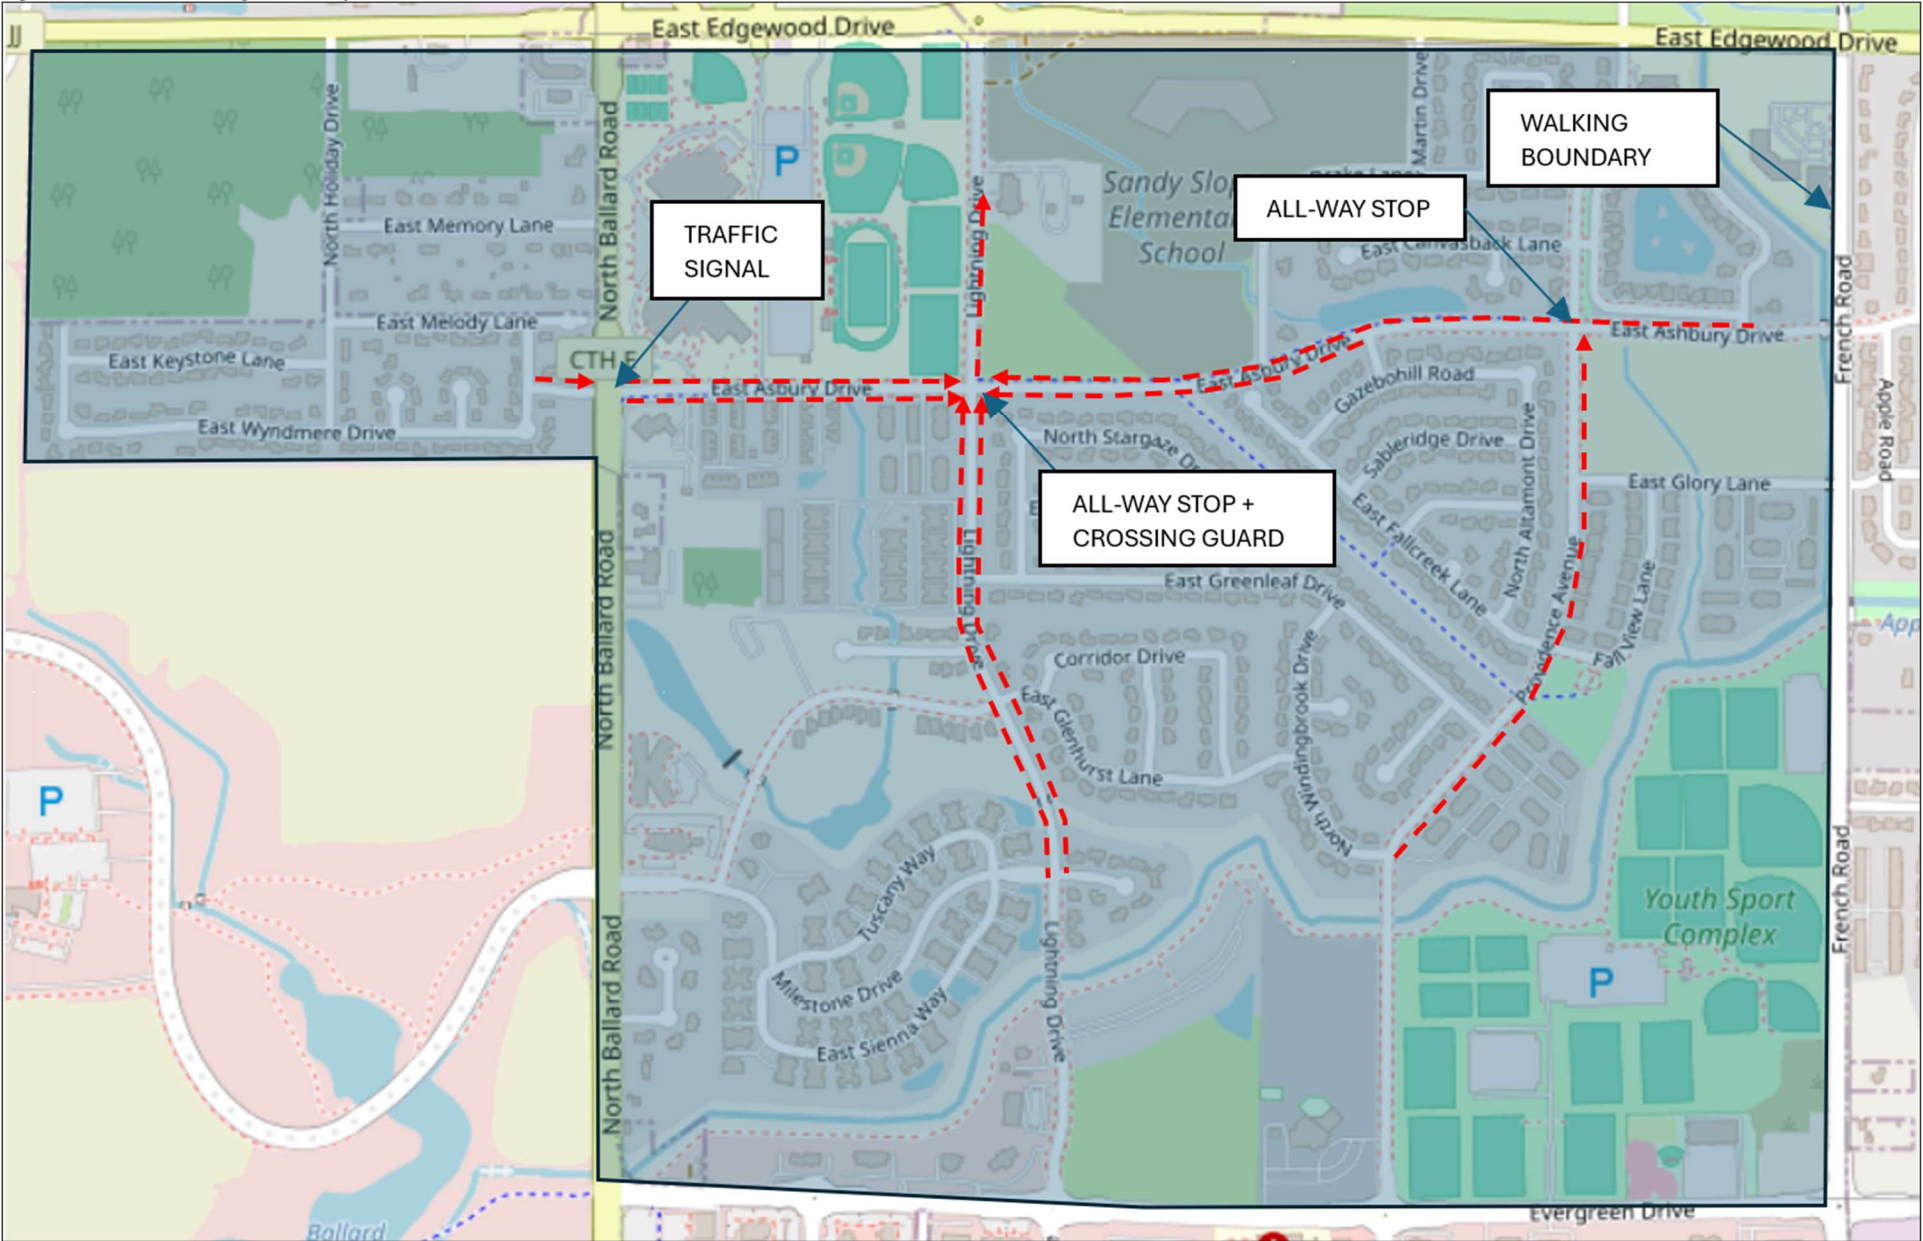 East Edgewood Drive
East Edgewood Drive
JJ
North Holiday Drive
North Ballard Road
P
Lightning Drive
Martin Drive
WALKING
BOUNDARY
Sandy
Elementa
School
ALL-WAY STOP
TRAFFIC
SIGNAL
East Memory Lane
East Canvasback Lane
French Road
East Melody Lane
East Ashbury Drive
East Keystone Lane
CTH E
East Asbury Drive
East Asbury Drive
Gazebohill Road
Apple Road
East Wyndmere Drive
North Stargaze Dr
Sableridge Drive
North Altamont Drive
East Glory Lane
ALL-WAY STOP +
CROSSING GUARD
East Fallcreek Lane
North Ballard Road
Lightning Drive
East Greenleaf Drive
Providence Avenue
Fall View Lane
App
Corridor Drive
East Glenhurst Lane
North Windingbrook Drive
P
Tuscany Way
Youth Sport
Complex
French Road
North Ballard Road
Milestone Drive
East Sienna Way
Lightning Drive
P
Evergreen Drive
Ballard